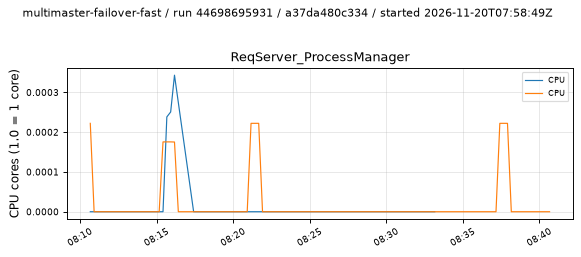 multimaster-failover-fast / run 44698695931 / a37da480c334 / started 2026-11-20T07:58:49Z
ReqServer_ProcessManager
CPU cores (1.0 = 1 core)
0.0003
0.0002
0.0001
0.0000
CPU
CPU
08:10
08:15
08:20
08:25
08:30
08:35
08:40